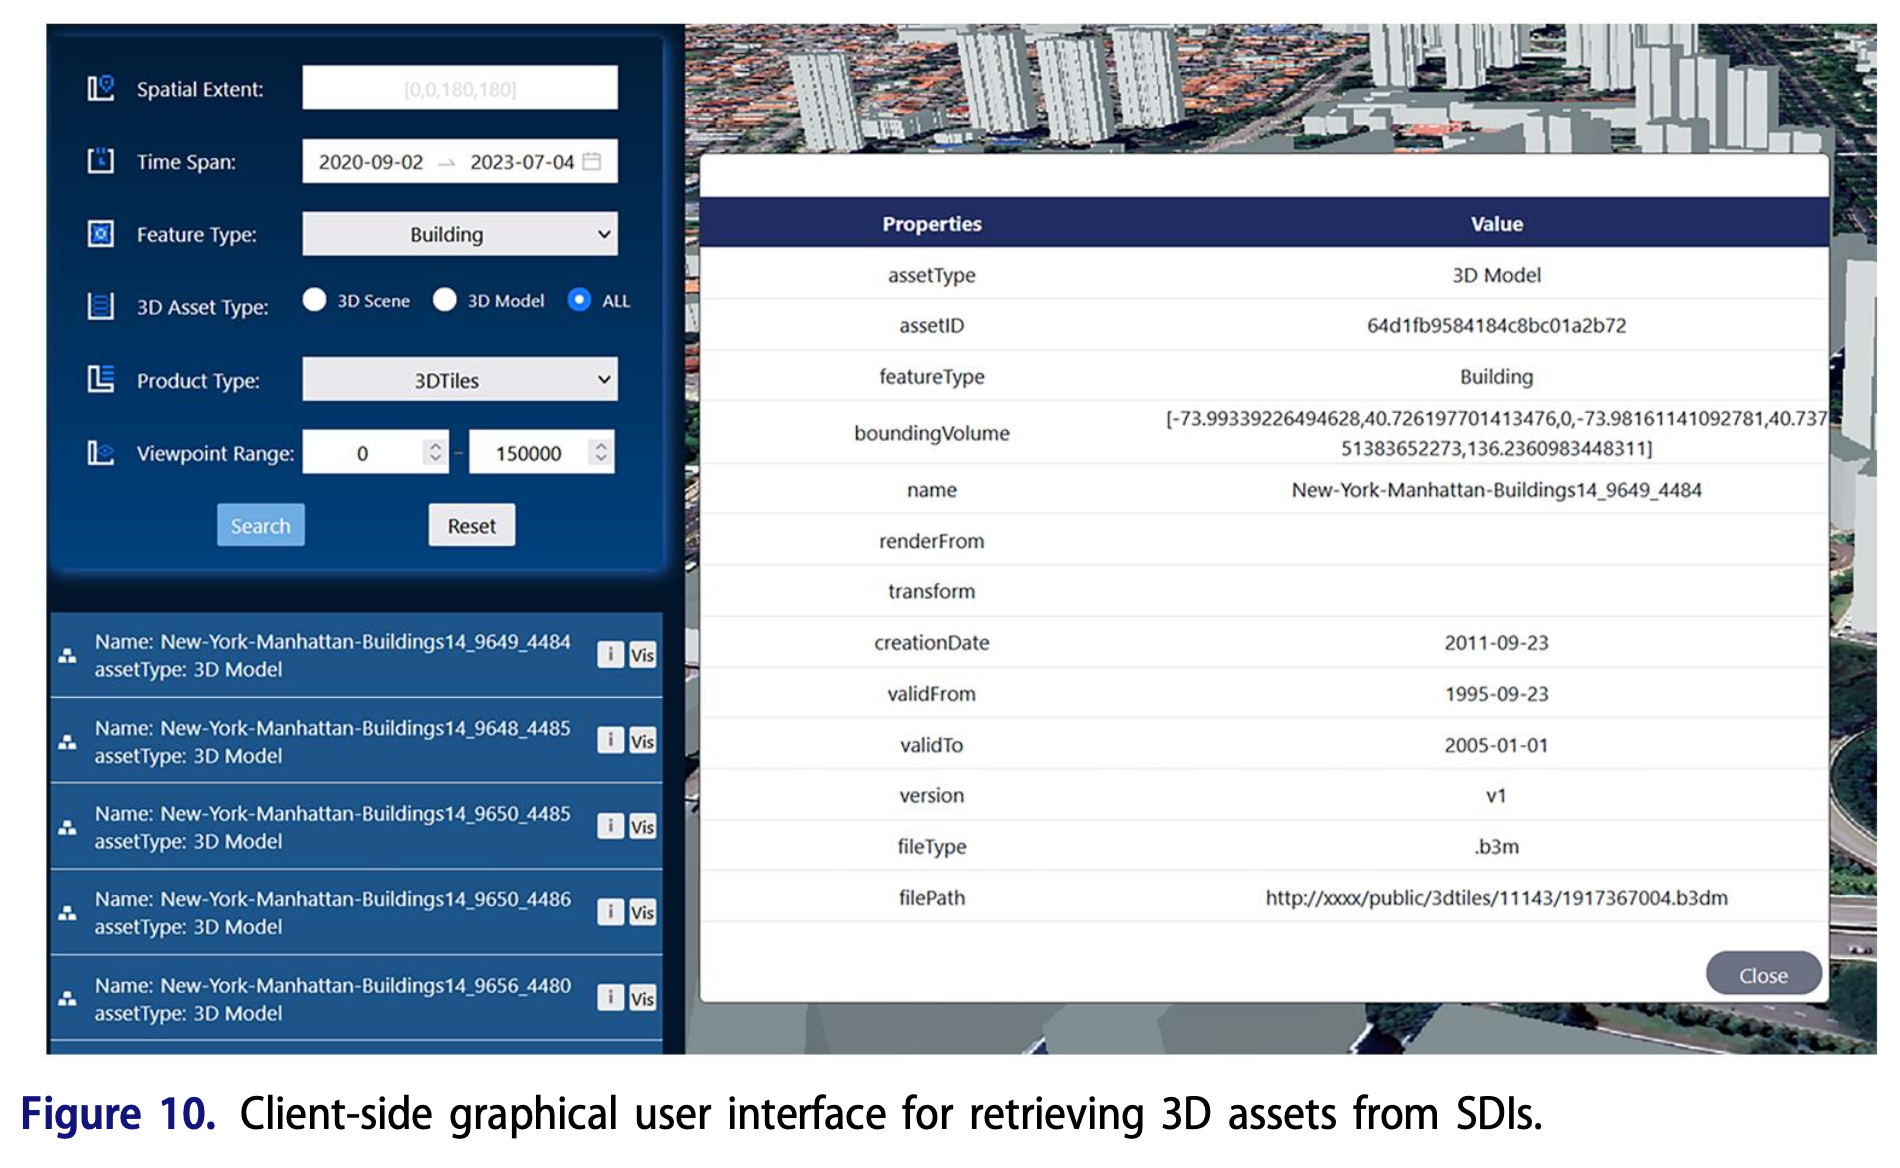 Spatial Extent: [0,0,180,180]
Time Span: 2020-09-02 → 2023-07-04
Feature Type: Building
3D Asset Type: 3D Scene 3D Model ALL
Product Type: 3DTiles
Viewpoint Range: 0 – 150000
Search Reset
Name: New-York-Manhattan-Buildings14_9649_4484
assetType: 3D Model
i Vis
Name: New-York-Manhattan-Buildings14_9648_4485
assetType: 3D Model
i Vis
Name: New-York-Manhattan-Buildings14_9650_4485
assetType: 3D Model
i Vis
Name: New-York-Manhattan-Buildings14_9650_4486
assetType: 3D Model
i Vis
Name: New-York-Manhattan-Buildings14_9656_4480
assetType: 3D Model
i Vis
Properties Value
assetType 3D Model
assetID 64d1fb9584184c8bc01a2b72
featureType Building
boundingVolume [-73.99339226494628,40.726197701413476,0,-73.98161141092781,40.737
51383652273,136.2360983448311]
name New-York-Manhattan-Buildings14_9649_4484
renderFrom
transform
creationDate 2011-09-23
validFrom 1995-09-23
validTo 2005-01-01
version v1
fileType .b3m
filePath http://xxxx/public/3dtiles/11143/1917367004.b3dm
Close
Figure 10. Client-side graphical user interface for retrieving 3D assets from SDIs.